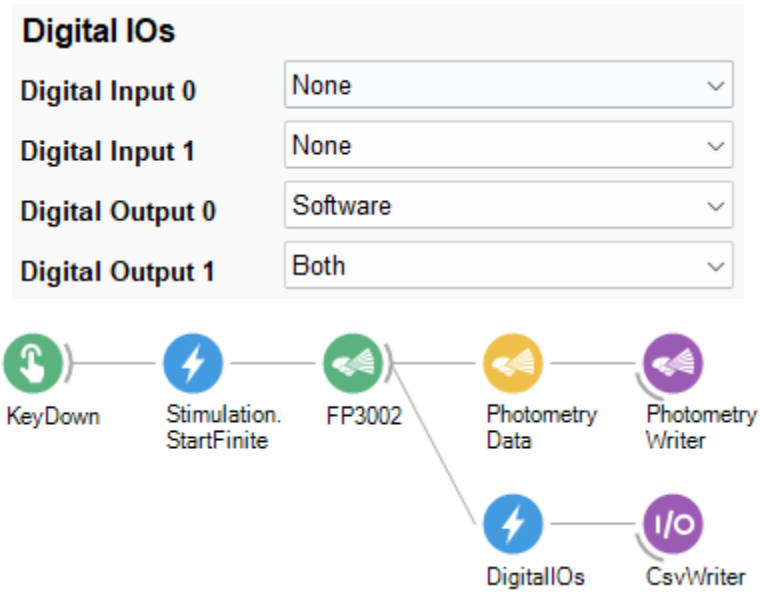 Digital IOs
Digital Input 0
None
Digital Input 1
None
Digital Output 0
Software
Digital Output 1
Both
KeyDown
Stimulation.
StartFinite
FP3002
Photometry
Data
Photometry
Writer
I/O
DigitalIOs
CsvWriter